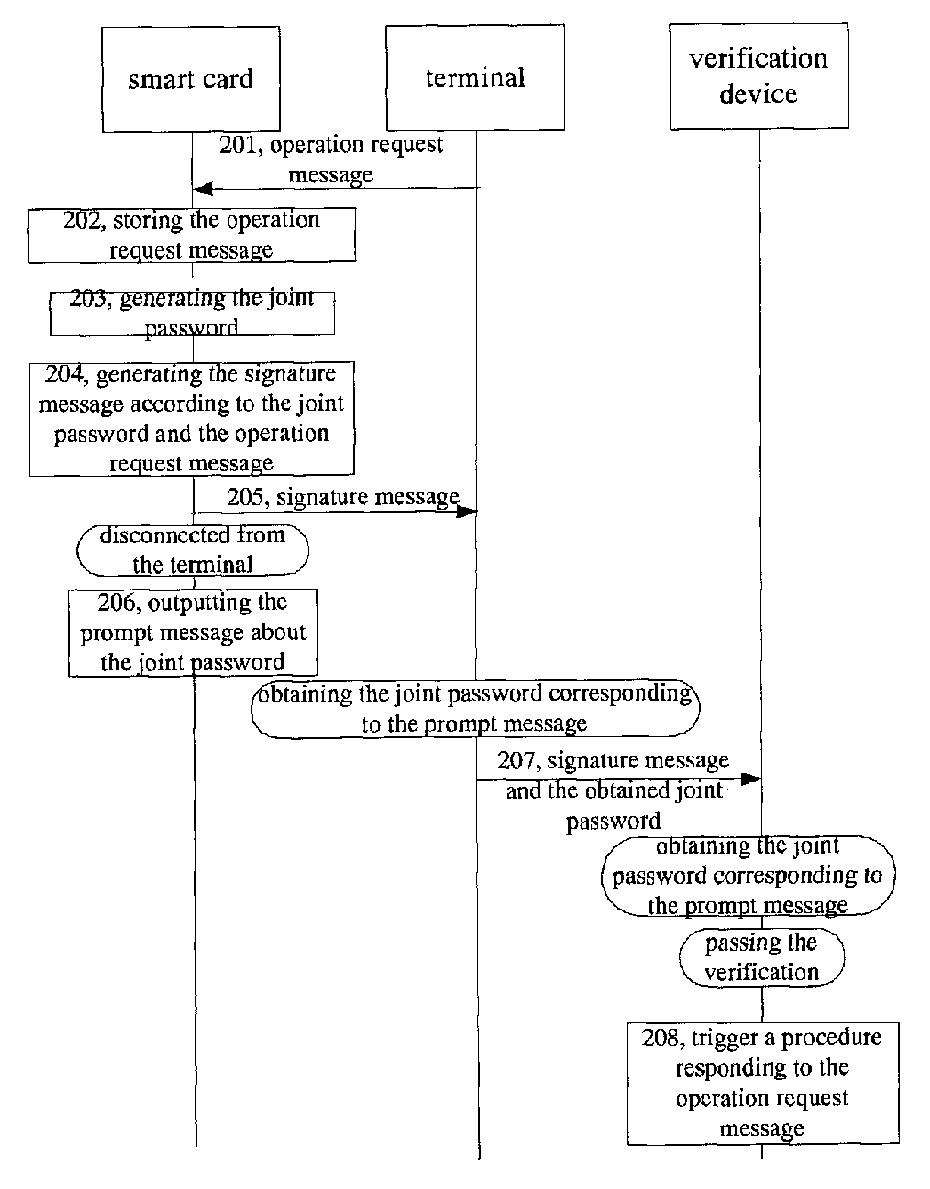 smart card
terminal
verification
device
201, operation request
message
202, storing the operation
request message
203, generating the joint
password
204, generating the signature
message according to the joint
password and the operation
request message
205, signature message
disconnected from
the terminal
206, outputting the
prompt message about
the joint password
obtaining the joint password corresponding
to the prompt message
207, signature message
and the obtained joint
password
obtaining the joint
password corresponding to
the prompt message
passing the
verification
208, trigger a procedure
responding to the
operation request
message